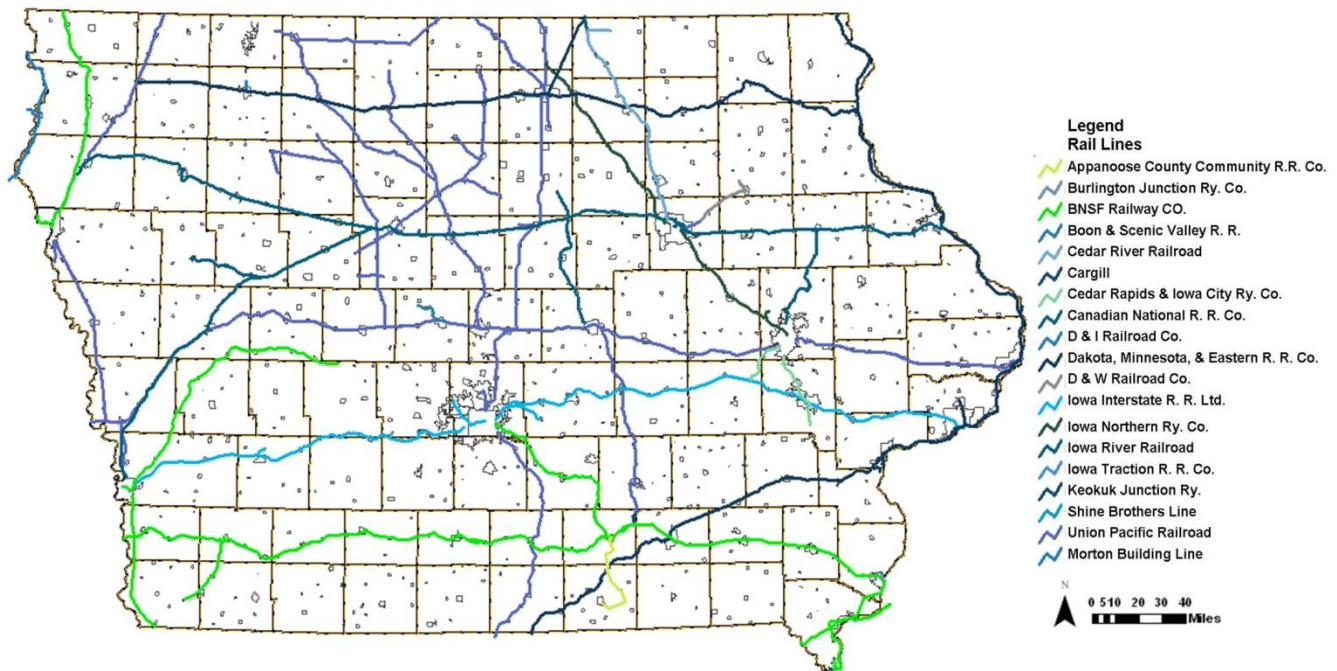 Legend
Rail Lines
Appanoose County Community R.R. Co.
Burlington Junction Ry. Co.
BNSF Railway CO.
Boon & Scenic Valley R. R.
Cedar River Railroad
Cargill
Cedar Rapids & Iowa City Ry. Co.
Canadian National R. R. Co.
D & I Railroad Co.
Dakota, Minnesota, & Eastern R. R. Co.
D & W Railroad Co.
Iowa Interstate R. R. Ltd.
Iowa Northern Ry. Co.
Iowa River Railroad
Iowa Traction R. R. Co.
Keokuk Junction Ry.
Shine Brothers Line
Union Pacific Railroad
Morton Building Line
N
0 510 20 30 40
Miles